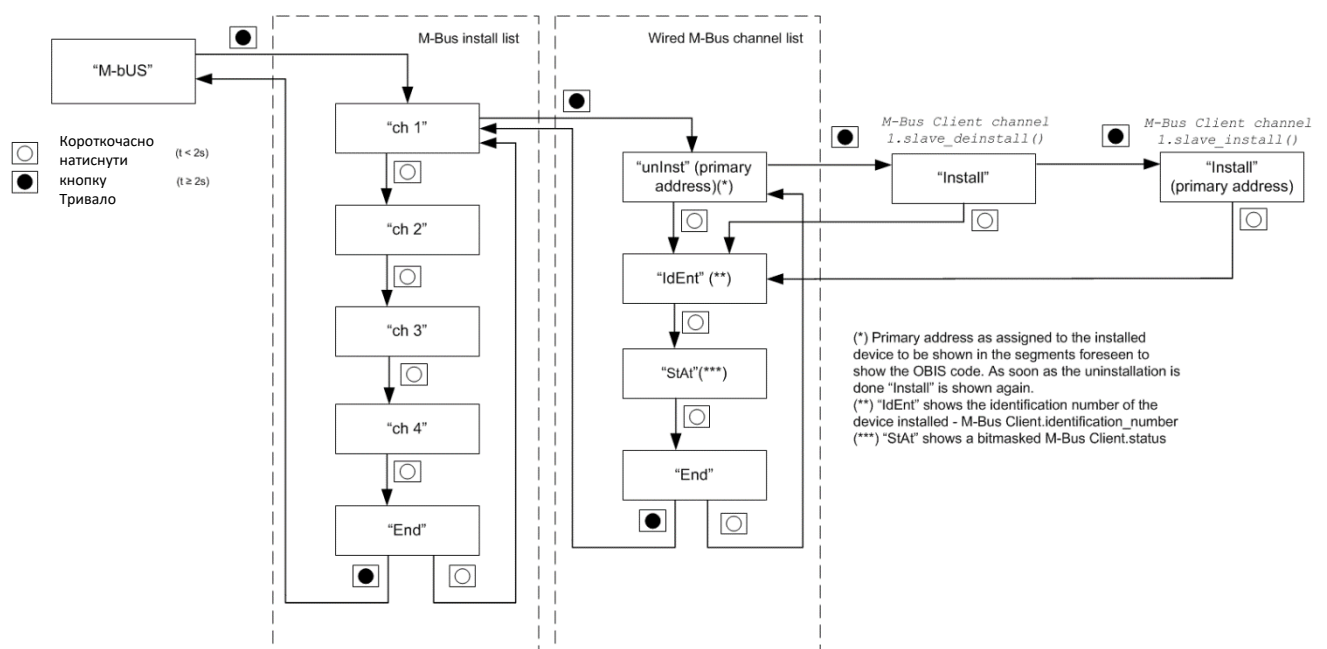 M-Bus install list
Wired M-Bus channel list
“M-bUS”
Короткочасно
натиснути
(t < 2s)
кнопку
(t ≥ 2s)
Тривало
“ch 1”
“ch 2”
“ch 3”
“ch 4”
“End”
“unInst” (primary
address)(*)
“IdEnt” (**)
“StAt”(***)
“End”
M-Bus Client channel
1.slave_deinstall()
“Install”
M-Bus Client channel
1.slave_install()
“Install”
(primary address)
(*) Primary address as assigned to the installed
device to be shown in the segments foreseen to
show the OBIS code. As soon as the uninstallation is
done “Install” is shown again.
(**) “IdEnt” shows the identification number of the
device installed - M-Bus Client.identification_number
(***) “StAt” shows a bitmasked M-Bus Client.status